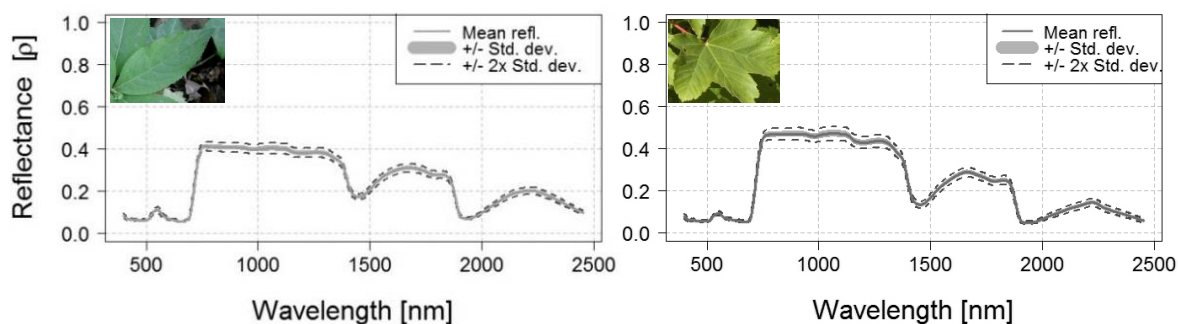 Reflectance [ρ]
1.0
0.8
0.6
0.4
0.2
0.0
Mean refl.
+/- Std. dev.
+/- 2x Std. dev.
500 1000 1500 2000 2500
Wavelength [nm]
1.0
0.8
0.6
0.4
0.2
0.0
Mean refl.
+/- Std. dev.
+/- 2x Std. dev.
500 1000 1500 2000 2500
Wavelength [nm]